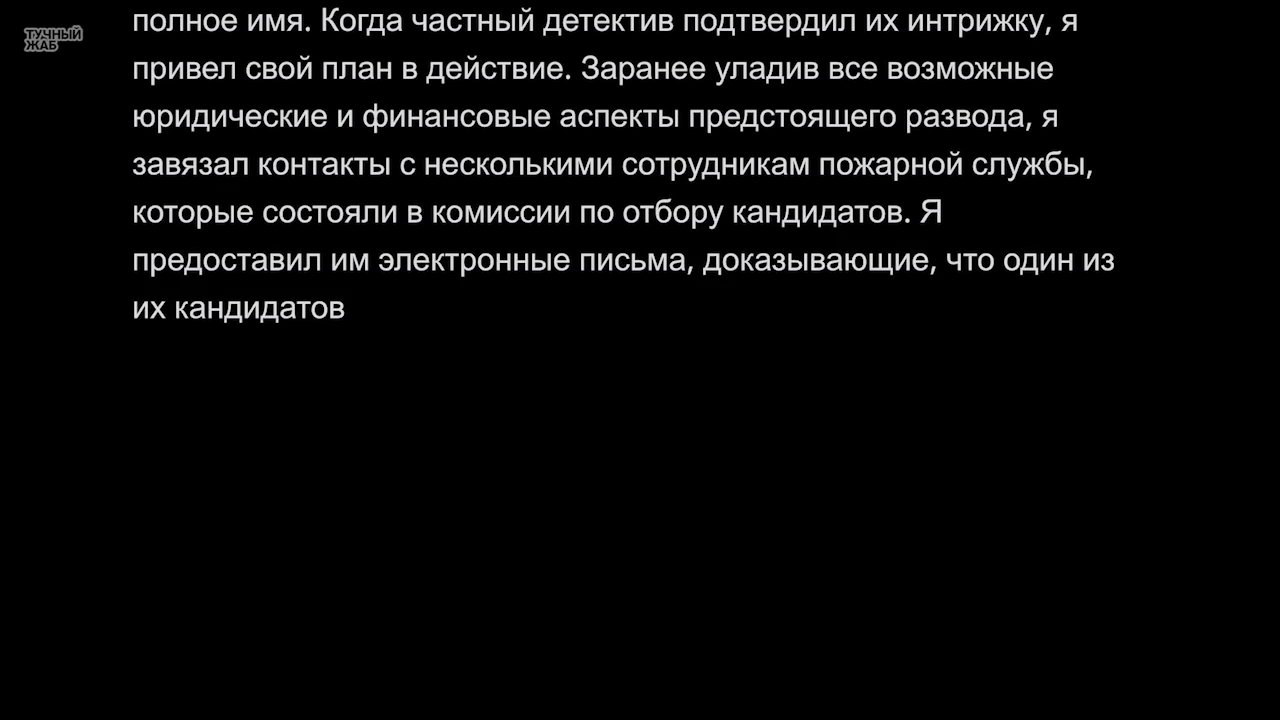 ТУЧНЫЙ
ЖАБ
полное имя. Когда частный детектив подтвердил их интрижку, я
привел свой план в действие. Заранее уладив все возможные
юридические и финансовые аспекты предстоящего развода, я
завязал контакты с несколькими сотрудникам пожарной службы,
которые состояли в комиссии по отбору кандидатов. Я
предоставил им электронные письма, доказывающие, что один из
их кандидатов